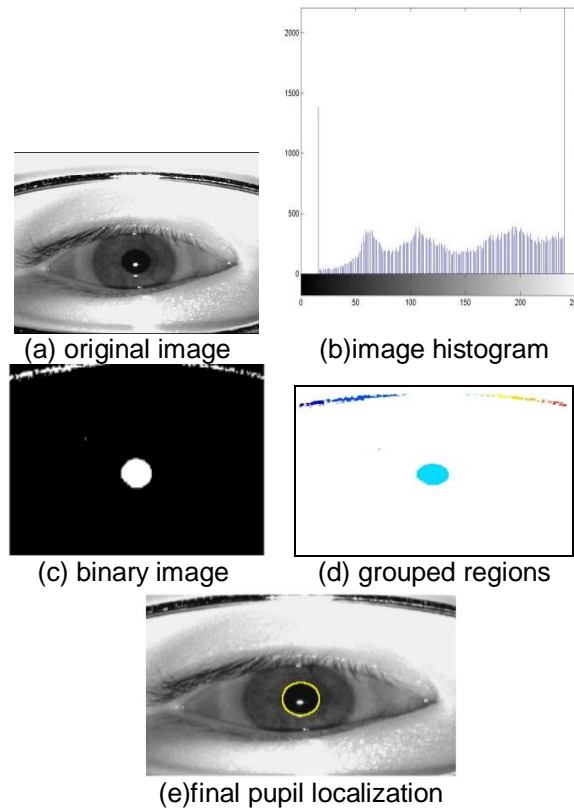 2000
1500
1000
500
0
0 50 100 150 200 25
(a) original image (b)image histogram
(c) binary image (d) grouped regions
(e)final pupil localization